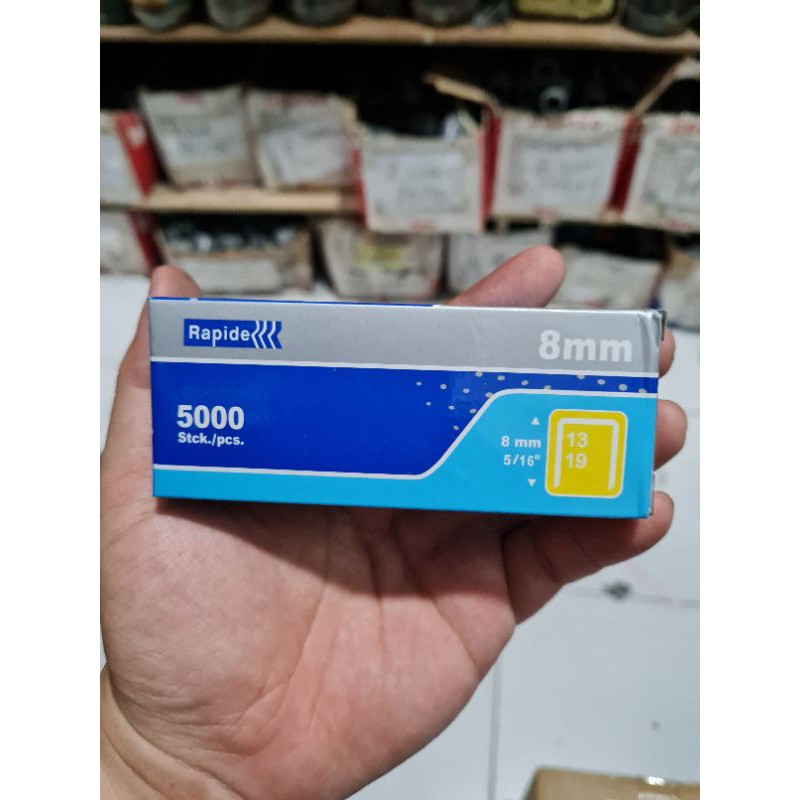 Rapide
8mm
5000
Stck./pcs.
8 mm
5/16"
13
19